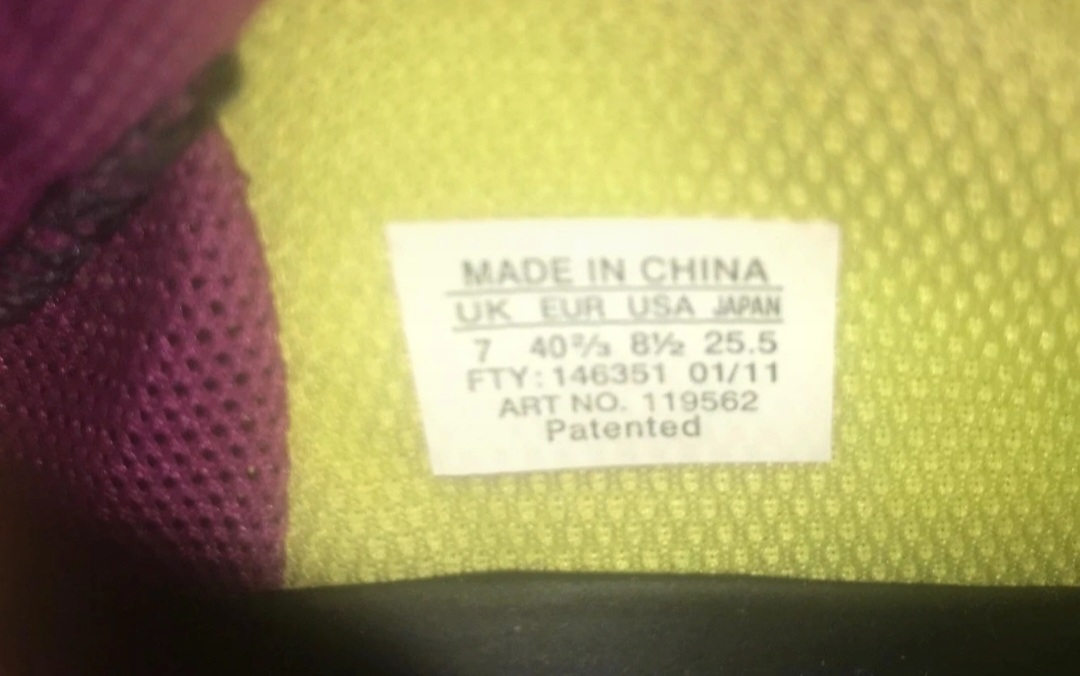 MADE IN CHINA
UK EUR USA JAPAN
7 40⅔ 8½ 25.5
FTY: 146351 01/11
ART NO. 119562
Patented